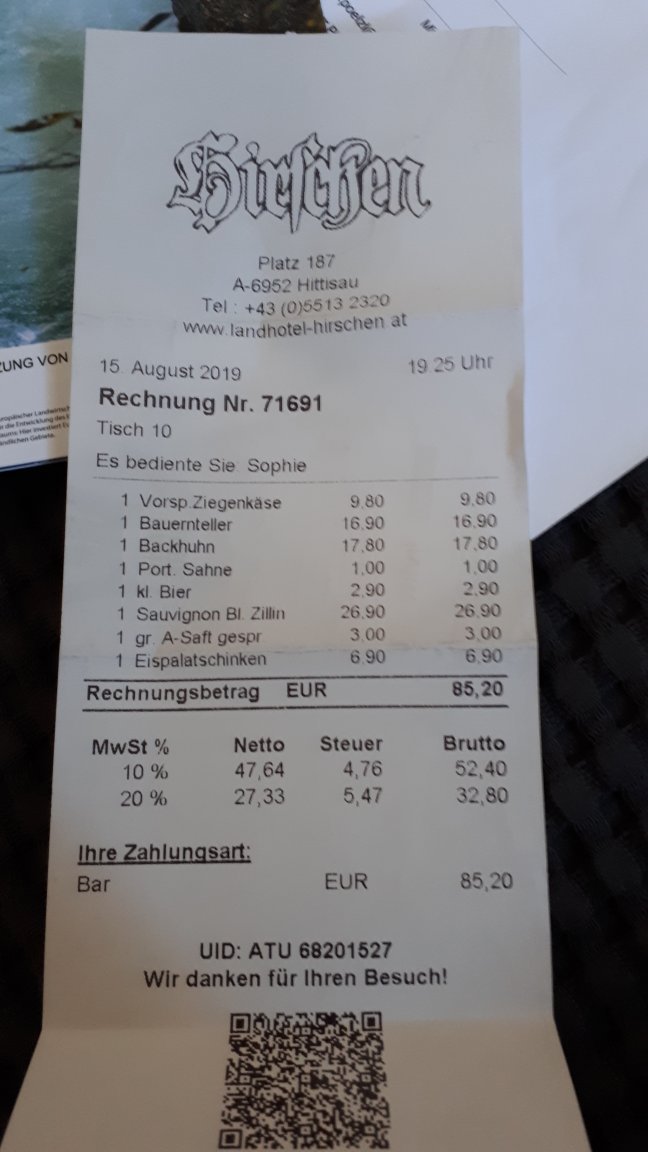 poelzlf
ZUNG VON
Hirschen
Platz 187
A-6952 Hittisau
Tel : +43 (0)5513 2320
www.landhotel-hirschen.at
15. August 2019 19.25 Uhr
Rechnung Nr. 71691
Tisch 10
Es bediente Sie Sophie
1 Vorsp.Ziegenkäse 9,80 9,80
1 Bauernteller 16,90 16,90
1 Backhuhn 17,80 17,80
1 Port. Sahne 1,00 1,00
1 kl. Bier 2,90 2,90
1 Sauvignon Bl. Zillin 26,90 26,90
1 gr. A-Saft gespr. 3,00 3,00
1 Eispalatschinken 6,90 6,90
Rechnungsbetrag EUR 85,20
MwSt % Netto Steuer Brutto
10 % 47,64 4,76 52,40
20 % 27,33 5,47 32,80
Ihre Zahlungsart:
Bar EUR 85,20
UID: ATU 68201527
Wir danken für Ihren Besuch!